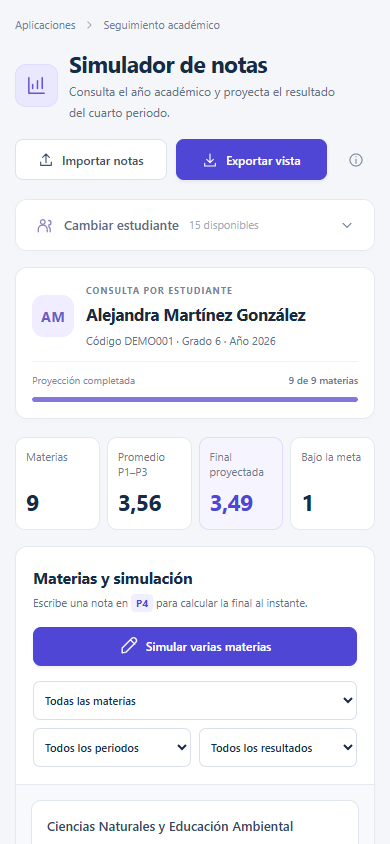 Aplicaciones > Seguimiento académico
Simulador de notas
Consulta el año académico y proyecta el resultado
del cuarto periodo.
Importar notas
Exportar vista
Cambiar estudiante 15 disponibles
CONSULTA POR ESTUDIANTE
AM
Alejandra Martínez González
Código DEMO001 · Grado 6 · Año 2026
Proyección completada 9 de 9 materias
Materias
9
Promedio
P1–P3
3,56
Final
proyectada
3,49
Bajo la meta
1
Materias y simulación
Escribe una nota en P4 para calcular la final al instante.
Simular varias materias
Todas las materias
Todos los periodos
Todos los resultados
Ciencias Naturales y Educación Ambiental